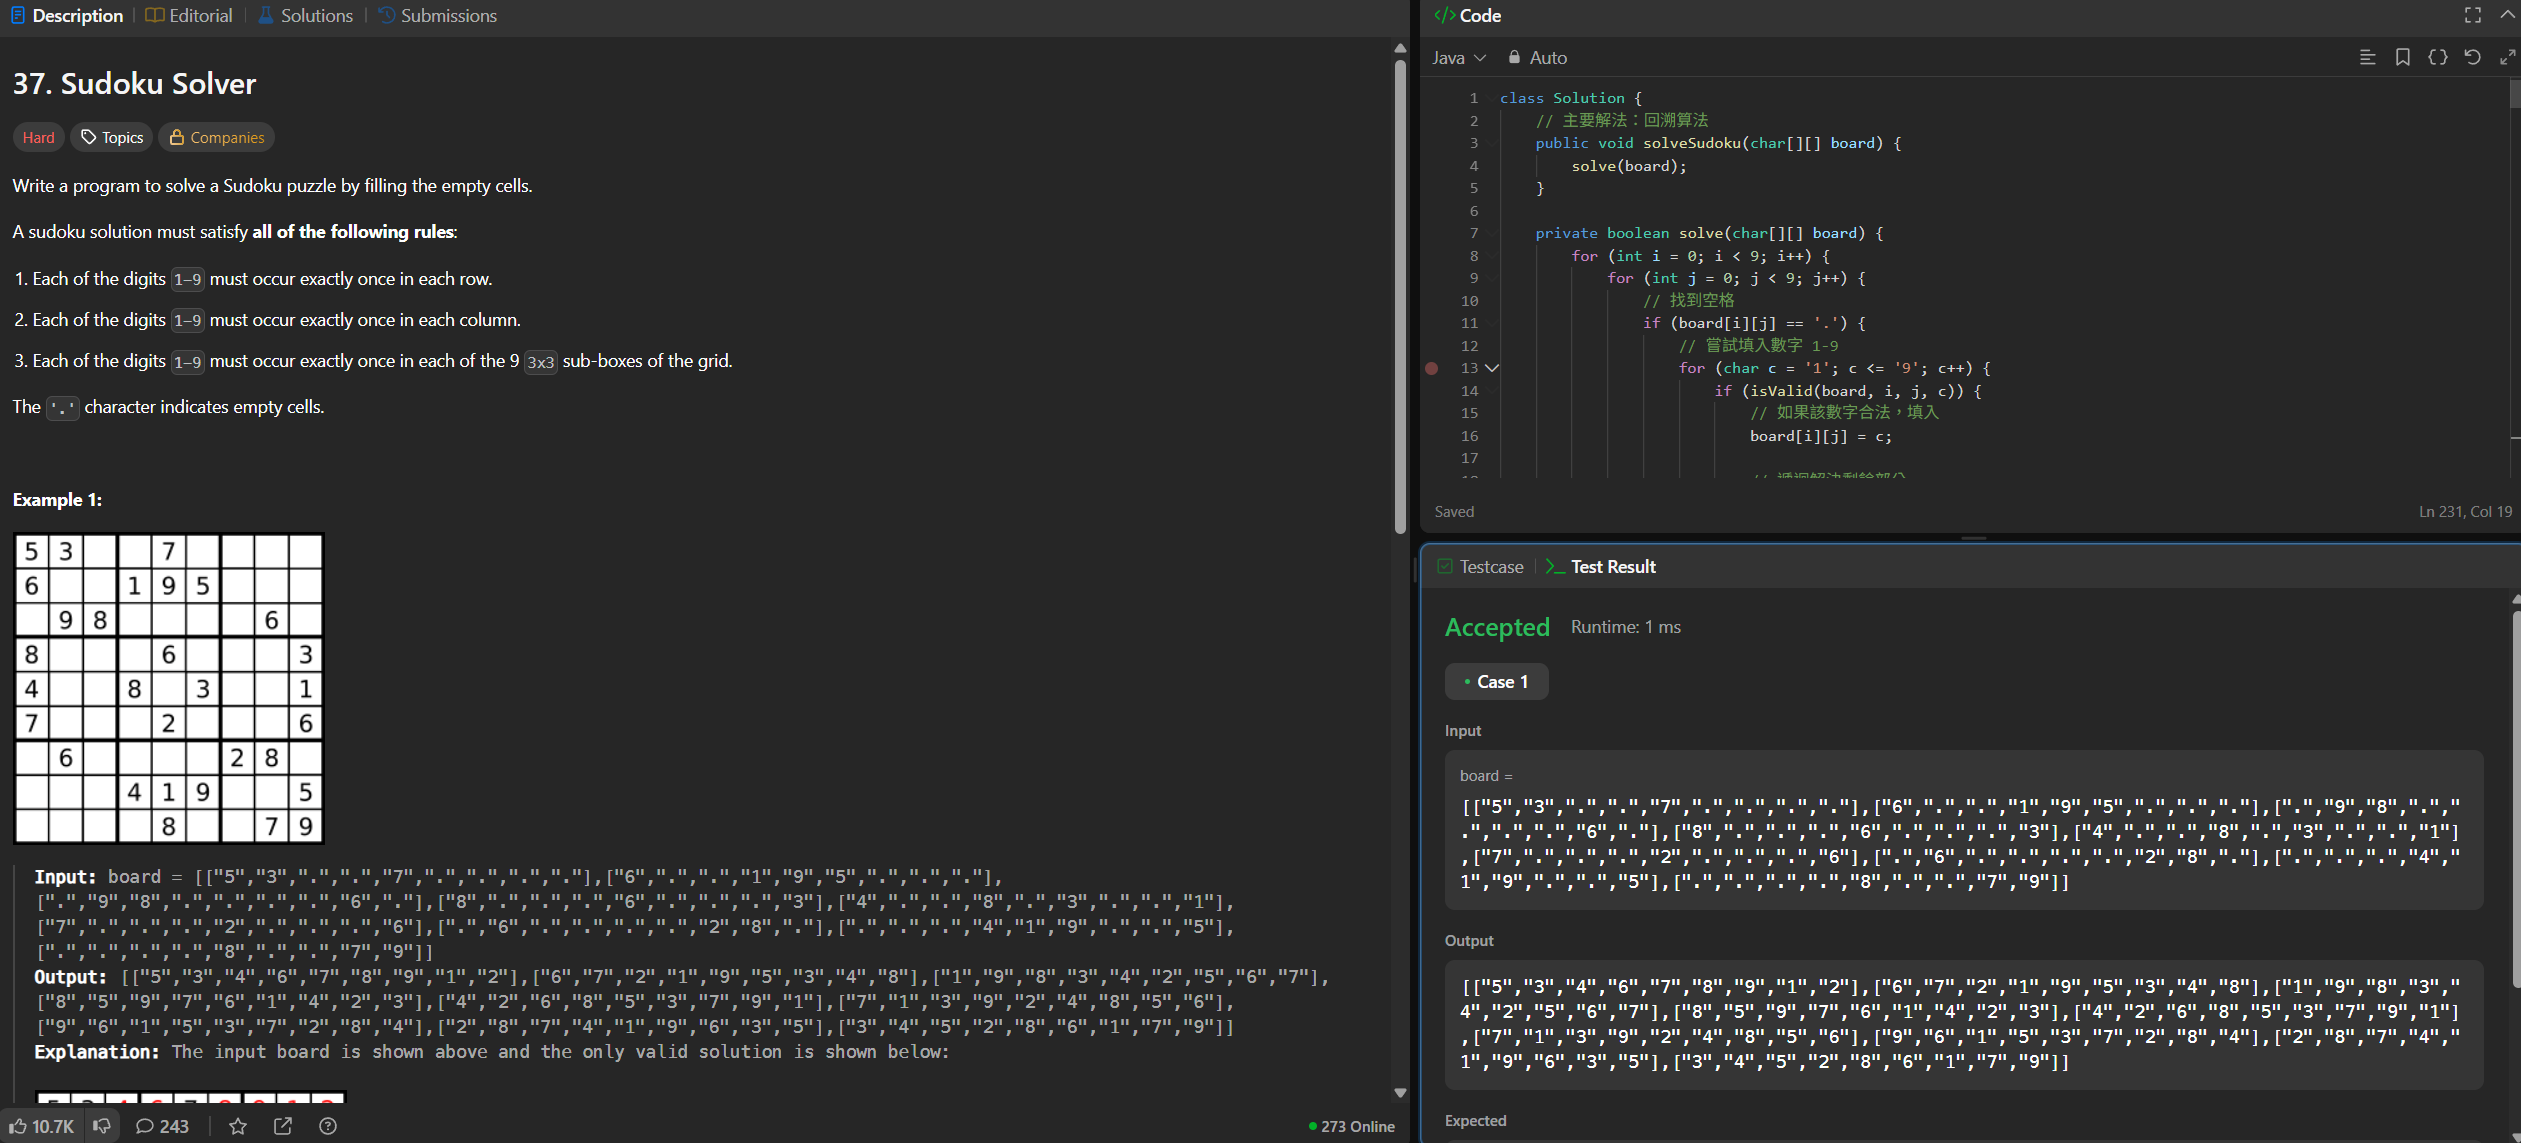 Description
Editorial
Solutions
Submissions
37. Sudoku Solver
Hard
Topics
Companies
Write a program to solve a Sudoku puzzle by filling the empty cells.
A sudoku solution must satisfy all of the following rules:
1. Each of the digits 1-9 must occur exactly once in each row.
2. Each of the digits 1-9 must occur exactly once in each column.
3. Each of the digits 1-9 must occur exactly once in each of the 9 3x3 sub-boxes of the grid.
The '.' character indicates empty cells.
Example 1:
5 3 7
6 1 9 5
9 8 6
8 6 3
4 8 3 1
7 2 6
6 2 8
4 1 9 5
8 7 9
Input: board = [["5","3",".",".","7",".",".",".","."],["6",".",".","1","9","5",".",".","."],
[".","9","8",".",".",".",".","6","."],["8",".",".",".","6",".",".",".","3"],["4",".",".","8",".","3",".",".","1"],
["7",".",".",".","2",".",".",".","6"],[".","6",".",".",".",".","2","8","."],[".",".",".","4","1","9",".",".","5"],
[".",".",".",".","8",".",".","7","9"]]
Output: [["5","3","4","6","7","8","9","1","2"],["6","7","2","1","9","5","3","4","8"],["1","9","8","3","4","2","5","6","7"],
["8","5","9","7","6","1","4","2","3"],["4","2","6","8","5","3","7","9","1"],["7","1","3","9","2","4","8","5","6"],
["9","6","1","5","3","7","2","8","4"],["2","8","7","4","1","9","6","3","5"],["3","4","5","2","8","6","1","7","9"]]
Explanation: The input board is shown above and the only valid solution is shown below:
10.7K
243
273 Online
Code
Java
Auto
1 class Solution {
2 // 主要解法：回溯算法
3 public void solveSudoku(char[][] board) {
4 solve(board);
5 }
6
7 private boolean solve(char[][] board) {
8 for (int i = 0; i < 9; i++) {
9 for (int j = 0; j < 9; j++) {
10 // 找到空格
11 if (board[i][j] == '.') {
12 // 嘗試填入數字 1-9
13 for (char c = '1'; c <= '9'; c++) {
14 if (isValid(board, i, j, c)) {
15 // 如果該數字合法，填入
16 board[i][j] = c;
17
Saved
Ln 231, Col 19
Testcase
Test Result
Accepted
Runtime: 1 ms
Case 1
Input
board =
[["5","3",".",".","7",".",".",".","."],["6",".",".","1","9","5",".",".","."],[".","9","8",".","
.",".",".","6","."],["8",".",".",".","6",".",".",".","3"],["4",".",".","8",".","3",".",".","1"]
,["7",".",".",".","2",".",".",".","6"],[".","6",".",".",".",".","2","8","."],[".",".",".","4","
1","9",".",".","5"],[".",".",".",".","8",".",".","7","9"]]
Output
[["5","3","4","6","7","8","9","1","2"],["6","7","2","1","9","5","3","4","8"],["1","9","8","3","
4","2","5","6","7"],["8","5","9","7","6","1","4","2","3"],["4","2","6","8","5","3","7","9","1"]
,["7","1","3","9","2","4","8","5","6"],["9","6","1","5","3","7","2","8","4"],["2","8","7","4","
1","9","6","3","5"],["3","4","5","2","8","6","1","7","9"]]
Expected